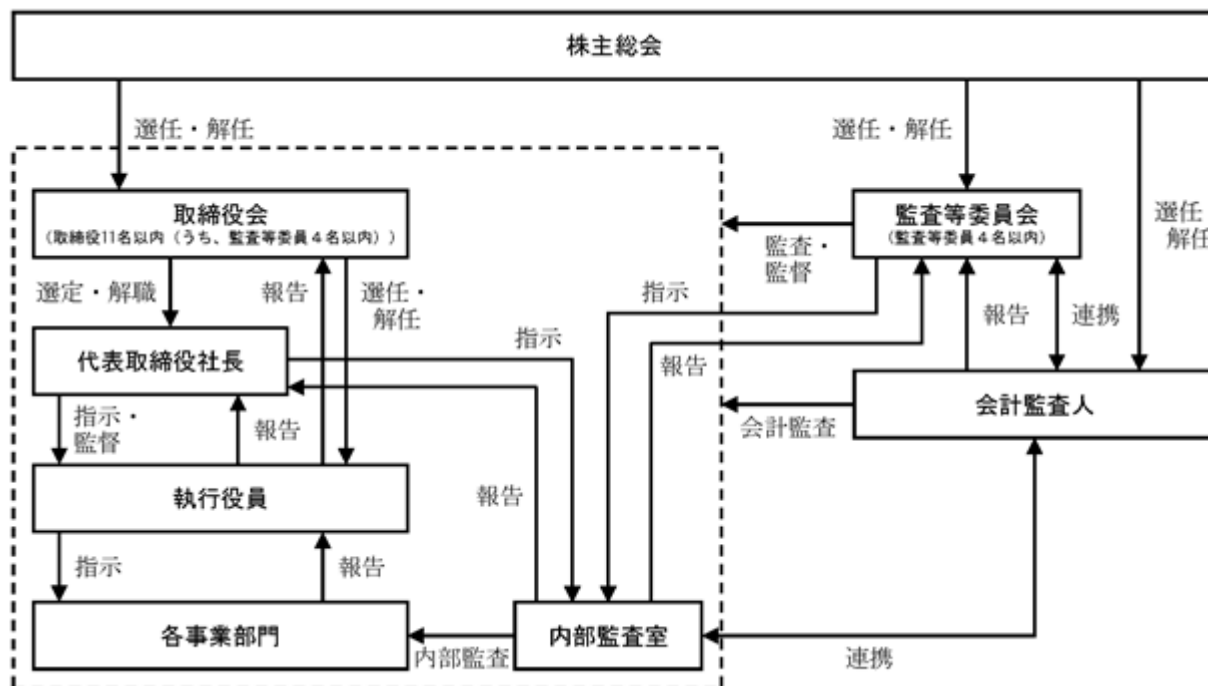 株主総会
選任・解任
選任・解任
選任・
解任
取締役会
（取締役11名以内（うち、監査等委員４名以内））
監査等委員会
（監査等委員４名以内）
監査・
監督
選定・解職
報告
選任・
解任
指示
報告
連携
代表取締役社長
指示
報告
会計監査人
会計監査
指示・
監督
報告
執行役員
報告
指示
報告
各事業部門
内部監査
内部監査室
連携